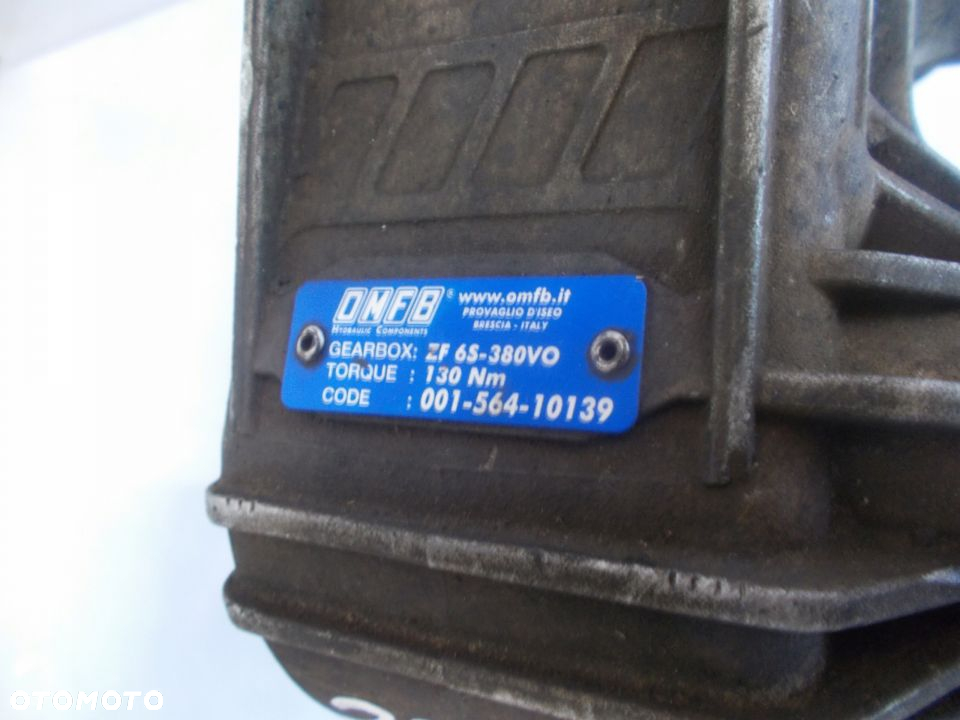 OMFB ® www.omfb.it
HYDRAULIC COMPONENTS
PROVAGLIO D'ISEO
BRESCIA - ITALY
GEARBOX: ZF 6S-380VO
TORQUE : 130 Nm
CODE : 001-564-10139
OTOMOTO